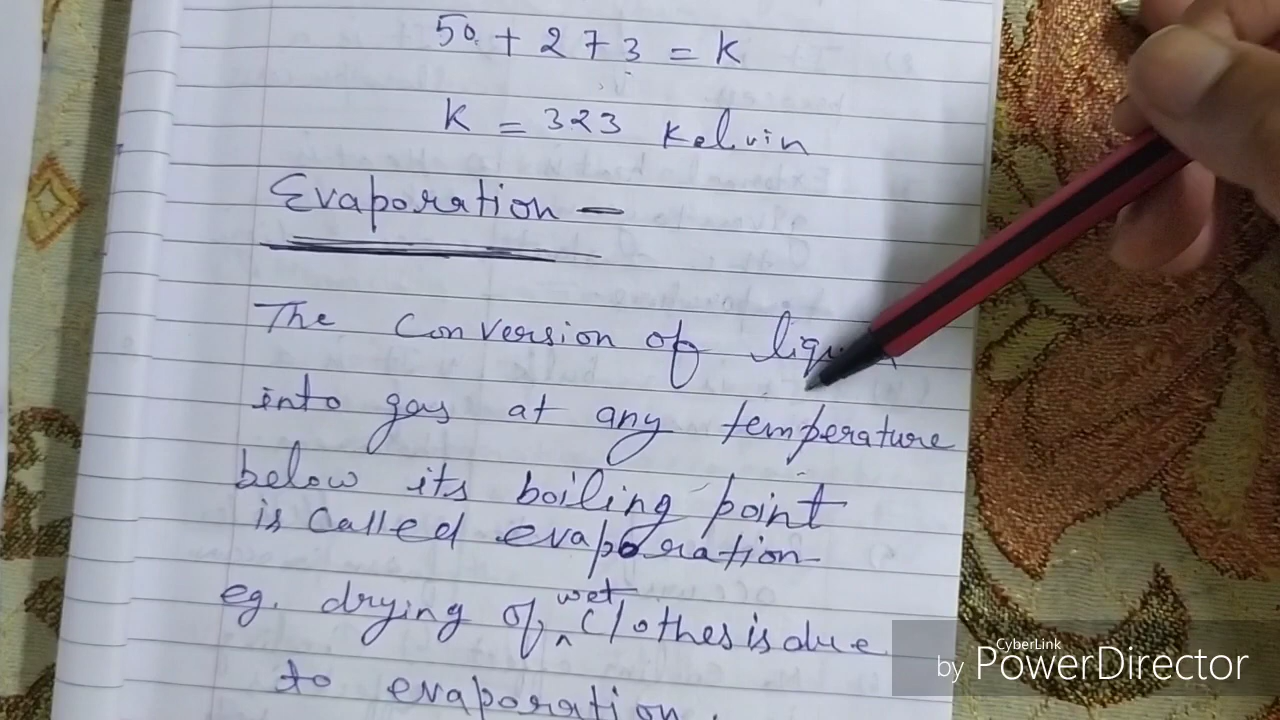 50 + 273 = K
K = 323 Kelvin
Evaporation —
The conversion of
into gas at any temperature
below its boiling point
is called evaporation
eg. drying of wet clothes is due
to evaporation.
CyberLink
by PowerDirector